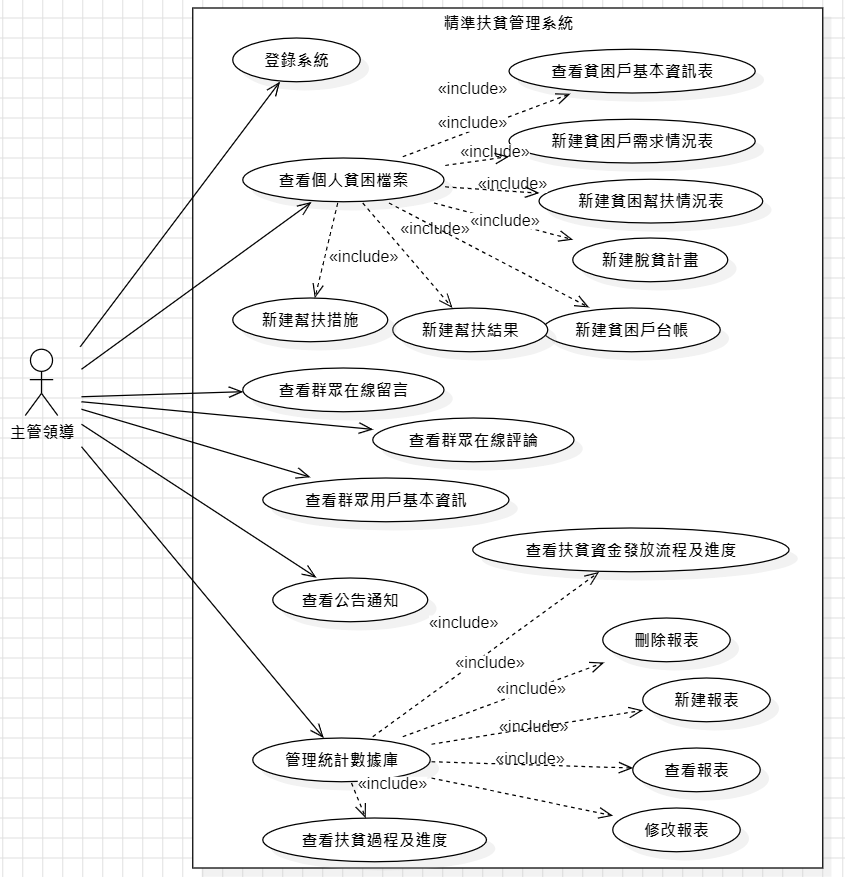 精準扶貧管理系統
登錄系統
查看貧困戶基本資訊表
«include»
«include»
新建貧困戶需求情況表
«include»
查看個人貧困檔案
«include»
新建貧困幫扶情況表
«include»
«include»
«include»
新建脫貧計畫
新建幫扶措施
新建幫扶結果
新建貧困戶台帳
查看群眾在線留言
主管領導
查看群眾在線評論
查看群眾用戶基本資訊
查看扶貧資金發放流程及進度
查看公告通知
«include»
刪除報表
«include»
«include»
新建報表
«include»
管理統計數據庫
«include»
查看報表
«include»
修改報表
查看扶貧過程及進度